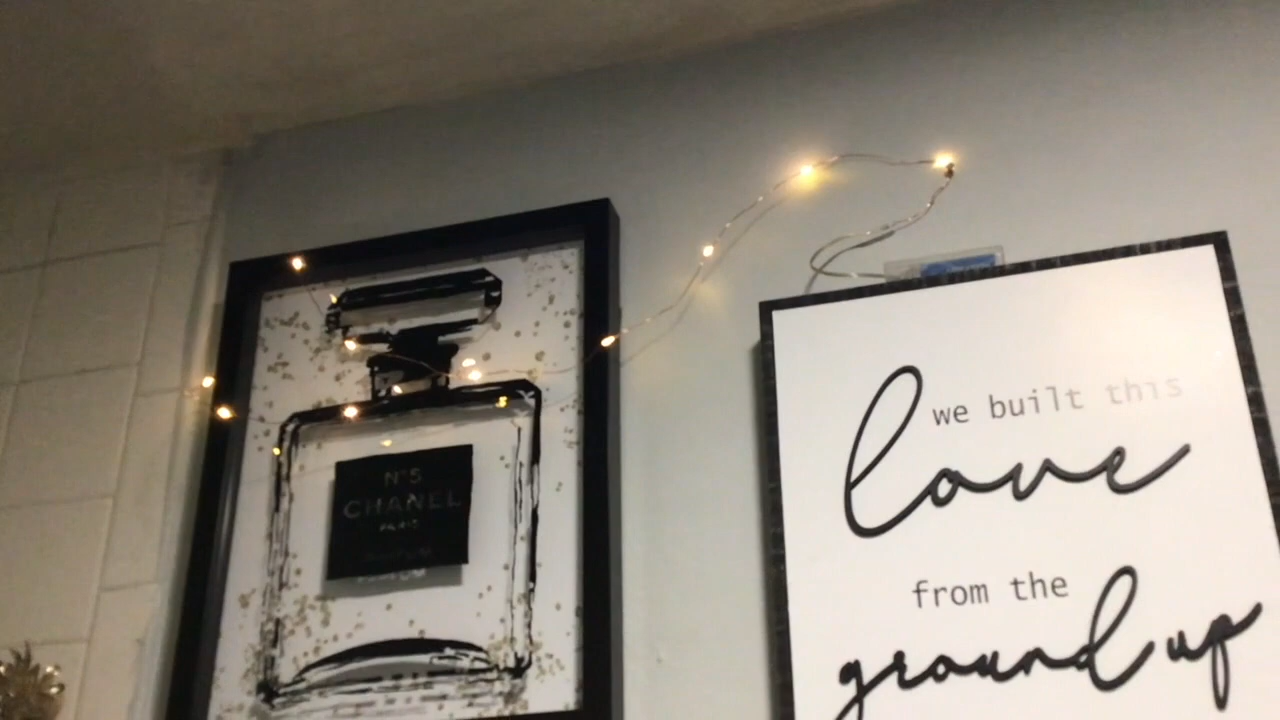 N°5
CHANEL
PARIS
we built this
love
from the
ground up